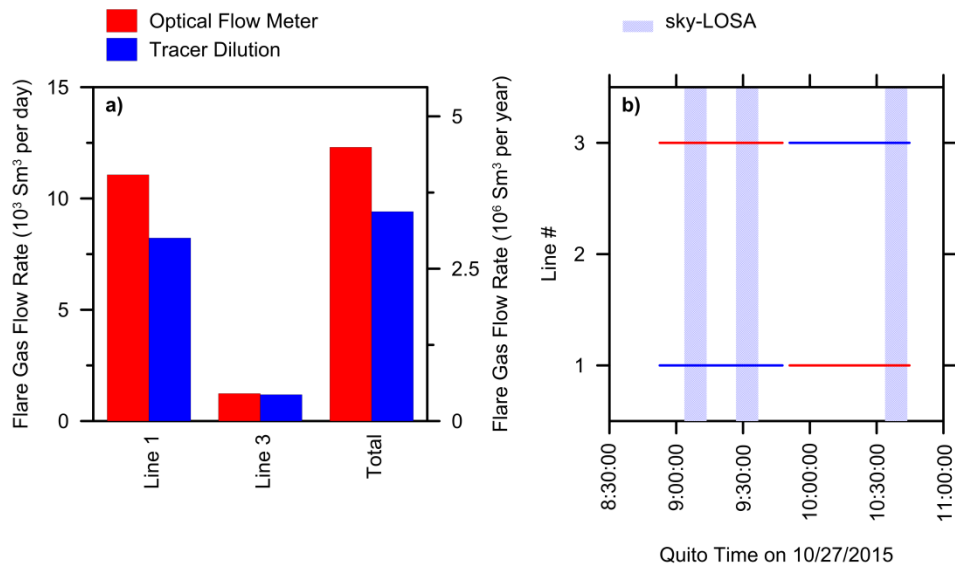 Optical Flow Meter
Tracer Dilution
sky-LOSA
a)
Flare Gas Flow Rate (10³ Sm³ per day)
15
10
5
0
Line 1
Line 3
Total
5
2.5
0
Flare Gas Flow Rate (10⁶ Sm³ per year)
b)
Line #
3
2
1
8:30:00
9:00:00
9:30:00
10:00:00
10:30:00
11:00:00
Quito Time on 10/27/2015